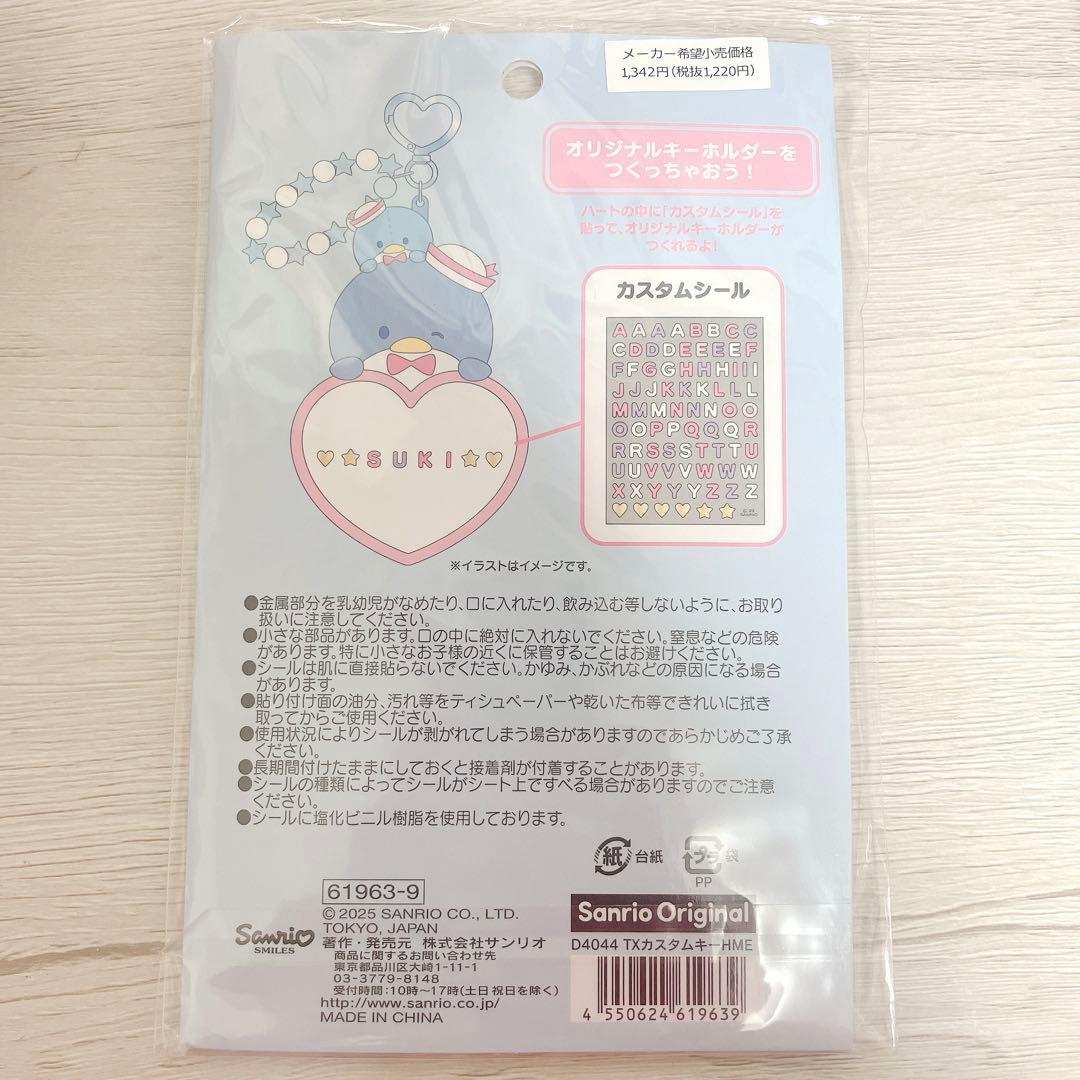 メーカー希望小売価格
1,342円(税抜1,220円)
オリジナルキーホルダーを
つくっちゃおう!
ハートの中に「カスタムシール」を
貼って、オリジナルキーホルダーが
つくれるよ!
カスタムシール
AAAABBCC
CDDDEEEEF
FFGGHHHIII
JJJKKKLLL
MMMNNNOO
OOPPQQQR
RRSSSTTTU
UUVVVWWW
XXYYYZZZ
SUKI
※イラストはイメージです。
●金属部分を乳幼児がなめたり、口に入れたり、飲み込む等しないように、お取り
扱いに注意してください。
●小さな部品があります。口の中に絶対に入れないでください。窒息などの危険
があります。特に小さなお子様の近くに保管することはお避けください。
●シールは肌に直接貼らないでください。かゆみ、かぶれなどの原因になる場合
があります。
●貼り付け面の油分、汚れ等をティシュペーパーや乾いた布等できれいに拭き
取ってからご使用ください。
●使用状況によりシールが剥がれてしまう場合がありますのであらかじめご了承
ください。
●長期間付けたままにしておくと接着剤が付着することがあります。
●シールの種類によってシールがシート上ですべる場合がありますのでご注意
ください。
●シールに塩化ビニル樹脂を使用しております。
紙 台紙
プラ 袋
PP
61963-9
© 2025 SANRIO CO., LTD.
TOKYO, JAPAN
Sanrio
SMILES
著作・発売元 株式会社サンリオ
商品に関するお問い合わせ先
東京都品川区大崎1-11-1
03-3779-8148
受付時間:10時〜17時(土日祝日を除く)
http://www.sanrio.co.jp/
MADE IN CHINA
Sanrio Original
D4044 TXカスタムキーHME
4 550624 619639